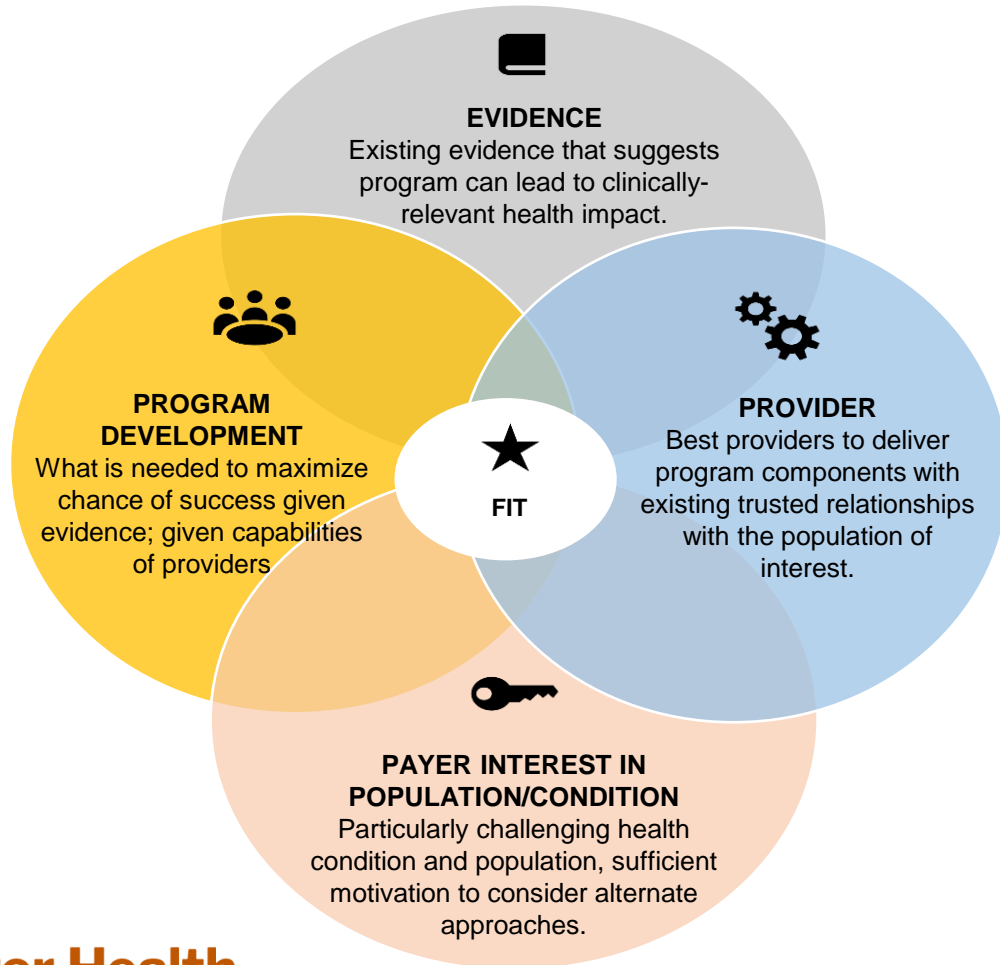 EVIDENCE
Existing evidence that suggests
program can lead to clinically-
relevant health impact.
PROGRAM
DEVELOPMENT
What is needed to maximize
chance of success given
evidence; given capabilities
of providers
PROVIDER
Best providers to deliver
program components with
existing trusted relationships
with the population of
interest.
FIT
PAYER INTEREST IN
POPULATION/CONDITION
Particularly challenging health
condition and population, sufficient
motivation to consider alternate
approaches.
Health